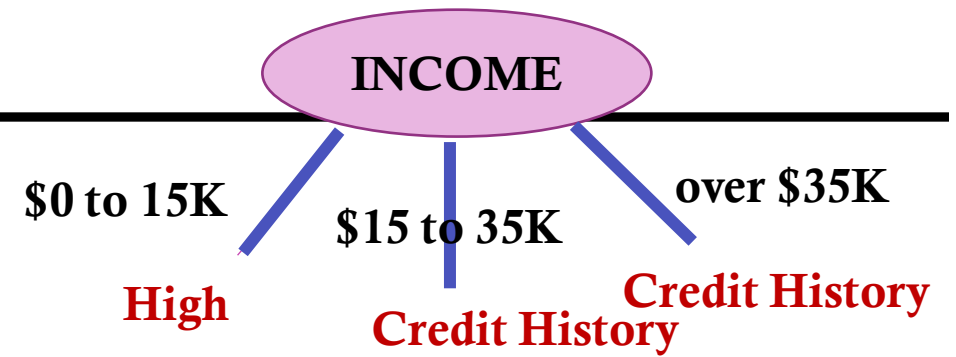 INCOME
$0 to 15K
$15 to 35K
over $35K
High
Credit History
Credit History